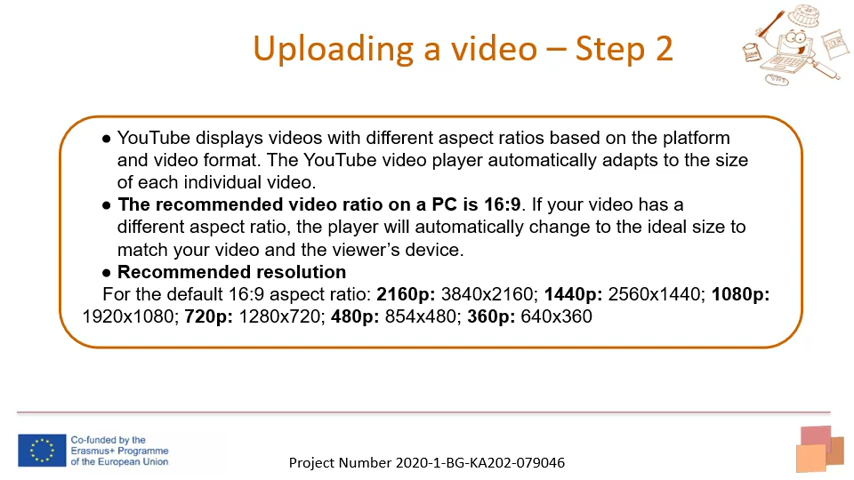 Uploading a video – Step 2
● YouTube displays videos with different aspect ratios based on the platform
and video format. The YouTube video player automatically adapts to the size
of each individual video.
● The recommended video ratio on a PC is 16:9. If your video has a
different aspect ratio, the player will automatically change to the ideal size to
match your video and the viewer’s device.
● Recommended resolution
For the default 16:9 aspect ratio: 2160p: 3840x2160; 1440p: 2560x1440; 1080p:
1920x1080; 720p: 1280x720; 480p: 854x480; 360p: 640x360
Co-funded by the
Erasmus+ Programme
of the European Union
Project Number 2020-1-BG-KA202-079046